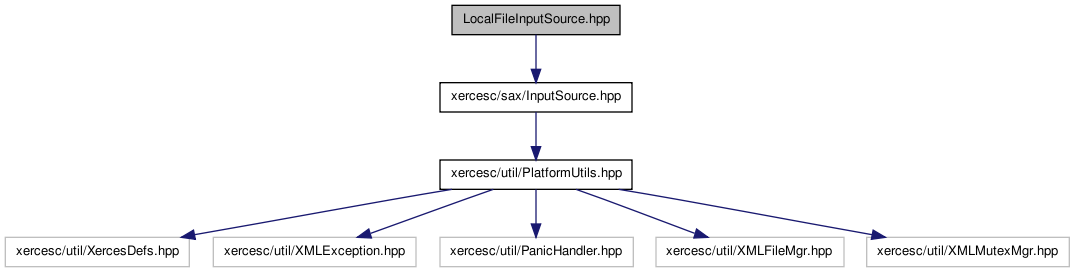 LocalFileInputSource.hpp
xercesc/sax/InputSource.hpp
xercesc/util/PlatformUtils.hpp
xercesc/util/XercesDefs.hpp
xercesc/util/XMLException.hpp
xercesc/util/PanicHandler.hpp
xercesc/util/XMLFileMgr.hpp
xercesc/util/XMLMutexMgr.hpp